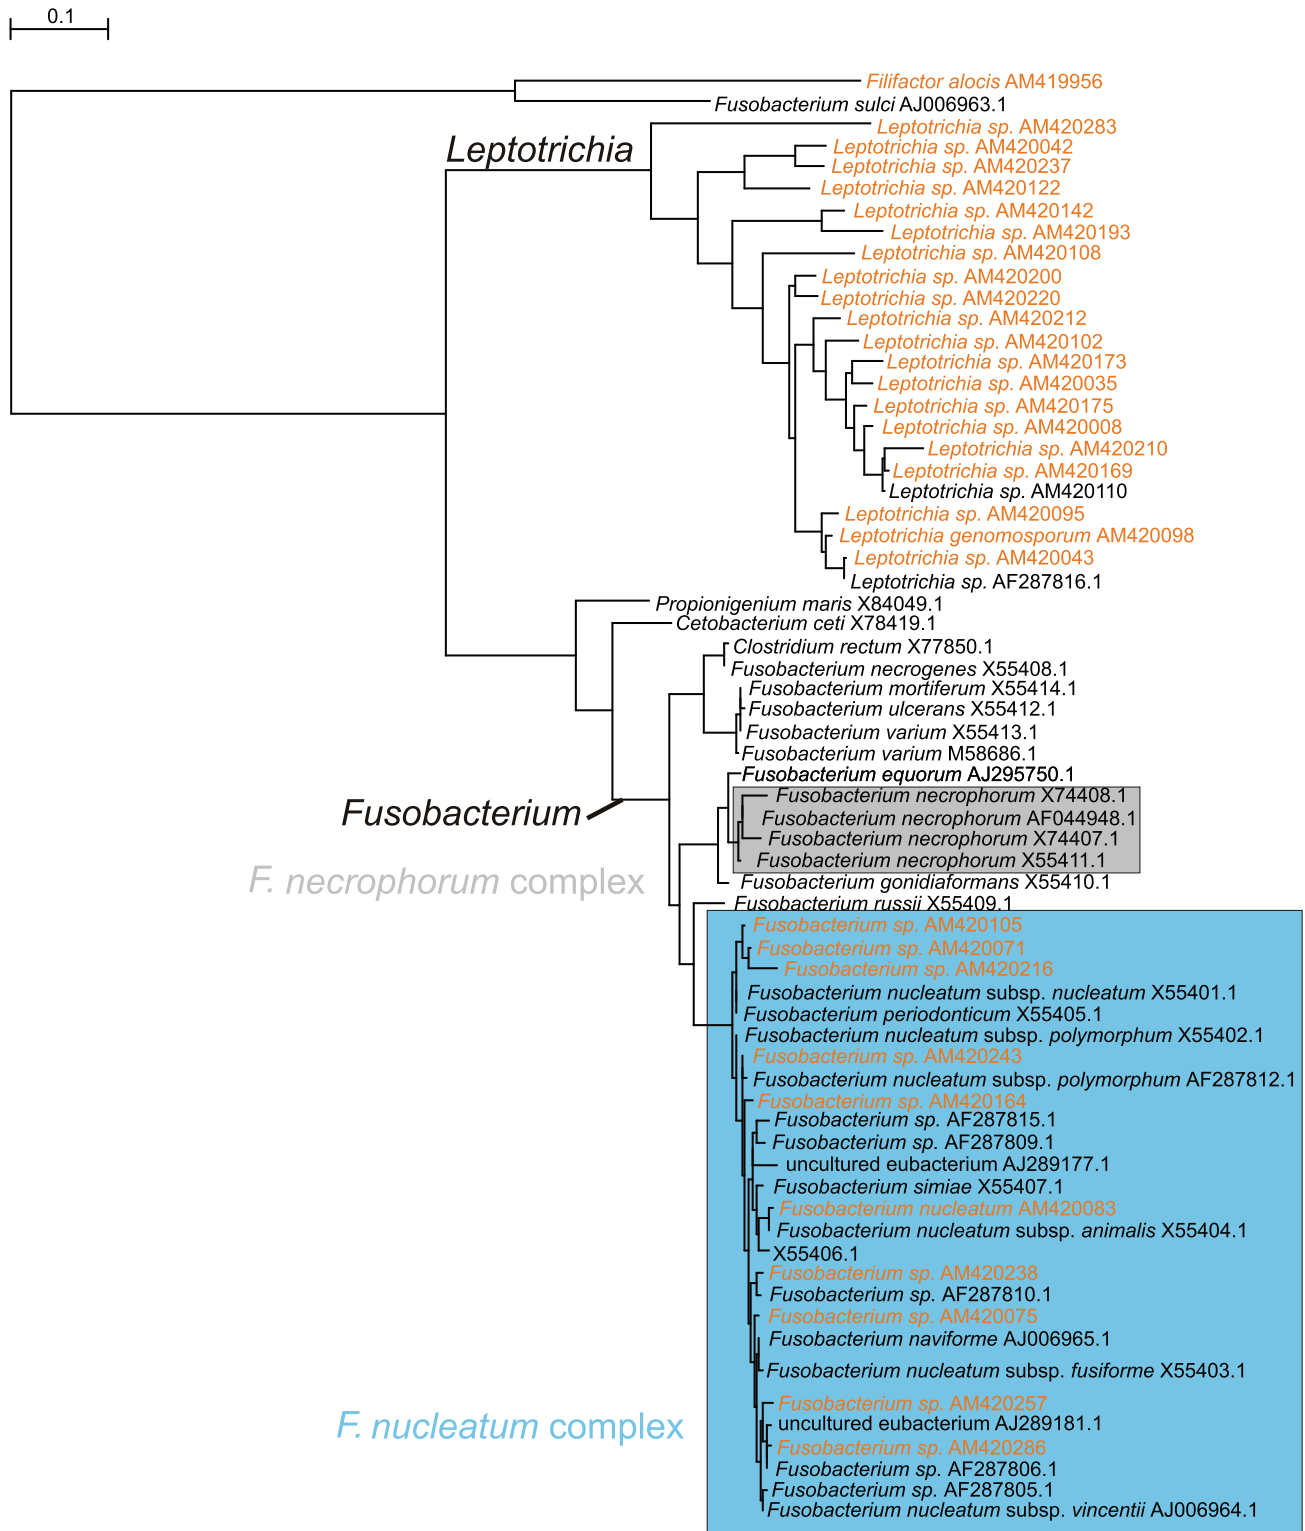 0.1
Filifactor alocis AM419956
Fusobacterium sulci AJ006963.1
Leptotrichia sp. AM420283
Leptotrichia
Leptotrichia sp. AM420042
Leptotrichia sp. AM420237
Leptotrichia sp. AM420122
Leptotrichia sp. AM420142
Leptotrichia sp. AM420193
Leptotrichia sp. AM420108
Leptotrichia sp. AM420200
Leptotrichia sp. AM420220
Leptotrichia sp. AM420212
Leptotrichia sp. AM420102
Leptotrichia sp. AM420173
Leptotrichia sp. AM420035
Leptotrichia sp. AM420175
Leptotrichia sp. AM420008
Leptotrichia sp. AM420210
Leptotrichia sp. AM420169
Leptotrichia sp. AM420110
Leptotrichia sp. AM420095
Leptotrichia genomosporum AM420098
Leptotrichia sp. AM420043
Leptotrichia sp. AF287816.1
Propionigenium maris X84049.1
Cetobacterium ceti X78419.1
Clostridium rectum X77850.1
Fusobacterium necrogenes X55408.1
Fusobacterium mortiferum X55414.1
Fusobacterium ulcerans X55412.1
Fusobacterium varium X55413.1
Fusobacterium varium M58686.1
Fusobacterium equorum AJ295750.1
Fusobacterium necrophorum X74408.1
Fusobacterium
Fusobacterium necrophorum AF044948.1
Fusobacterium necrophorum X74407.1
Fusobacterium necrophorum X55411.1
F. necrophorum complex
Fusobacterium gonidiaformans X55410.1
Fusobacterium russii X55409.1
Fusobacterium sp. AM420105
Fusobacterium sp. AM420071
Fusobacterium sp. AM420216
Fusobacterium nucleatum subsp. nucleatum X55401.1
Fusobacterium periodonticum X55405.1
Fusobacterium nucleatum subsp. polymorphum X55402.1
Fusobacterium sp. AM420243
Fusobacterium nucleatum subsp. polymorphum AF287812.1
Fusobacterium sp. AM420164
Fusobacterium sp. AF287815.1
Fusobacterium sp. AF287809.1
uncultured eubacterium AJ289177.1
Fusobacterium simiae X55407.1
Fusobacterium nucleatum AM420083
Fusobacterium nucleatum subsp. animalis X55404.1
X55406.1
Fusobacterium sp. AM420238
Fusobacterium sp. AF287810.1
Fusobacterium sp. AM420075
Fusobacterium naviforme AJ006965.1
Fusobacterium nucleatum subsp. fusiforme X55403.1
Fusobacterium sp. AM420257
uncultured eubacterium AJ289181.1
F. nucleatum complex
Fusobacterium sp. AM420286
Fusobacterium sp. AF287806.1
Fusobacterium sp. AF287805.1
Fusobacterium nucleatum subsp. vincentii AJ006964.1